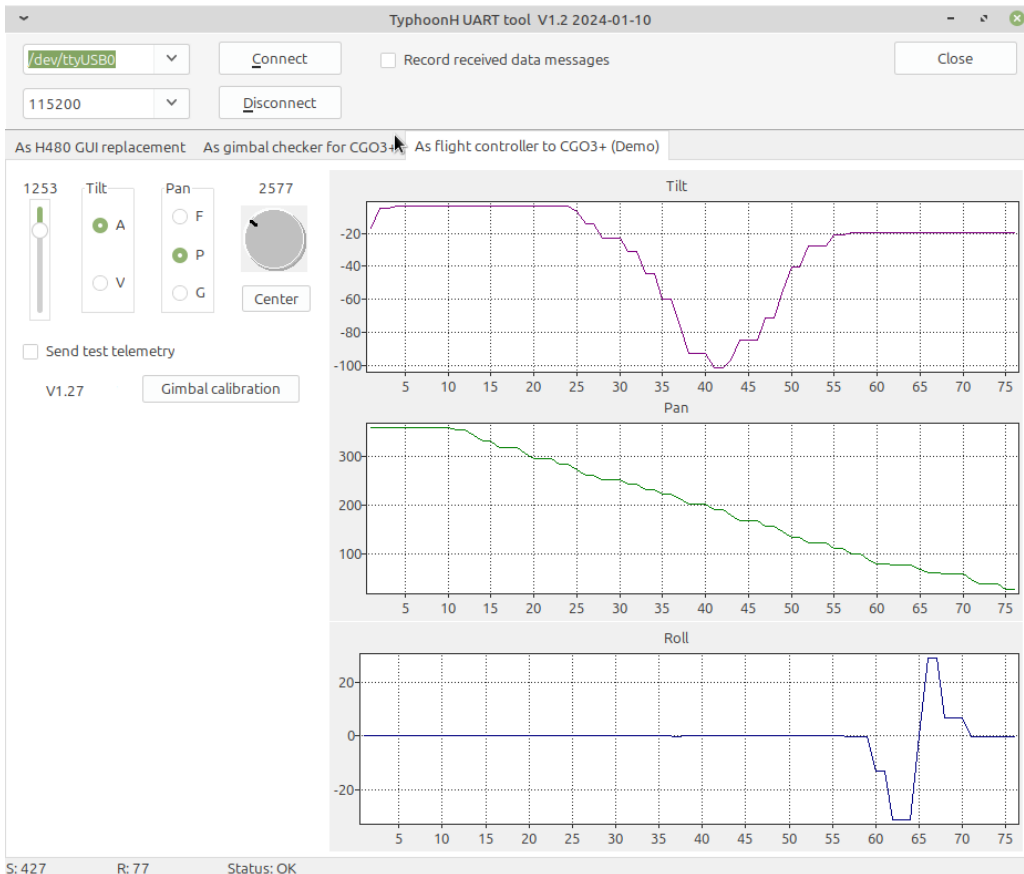 TyphoonH UART tool  V1.2 2024-01-10
/dev/ttyUSB0
Connect
Record received data messages
Close
115200
Disconnect
As H480 GUI replacement
As gimbal checker for CGO3+
As flight controller to CGO3+ (Demo)
1253
Tilt
A
V
Pan
F
P
G
2577
Center
Send test telemetry
V1.27
Gimbal calibration
Tilt
-20
-40
-60
-80
-100
5 10 15 20 25 30 35 40 45 50 55 60 65 70 75
Pan
300
200
100
5 10 15 20 25 30 35 40 45 50 55 60 65 70 75
Roll
20
0
-20
5 10 15 20 25 30 35 40 45 50 55 60 65 70 75
S: 427
R: 77
Status: OK